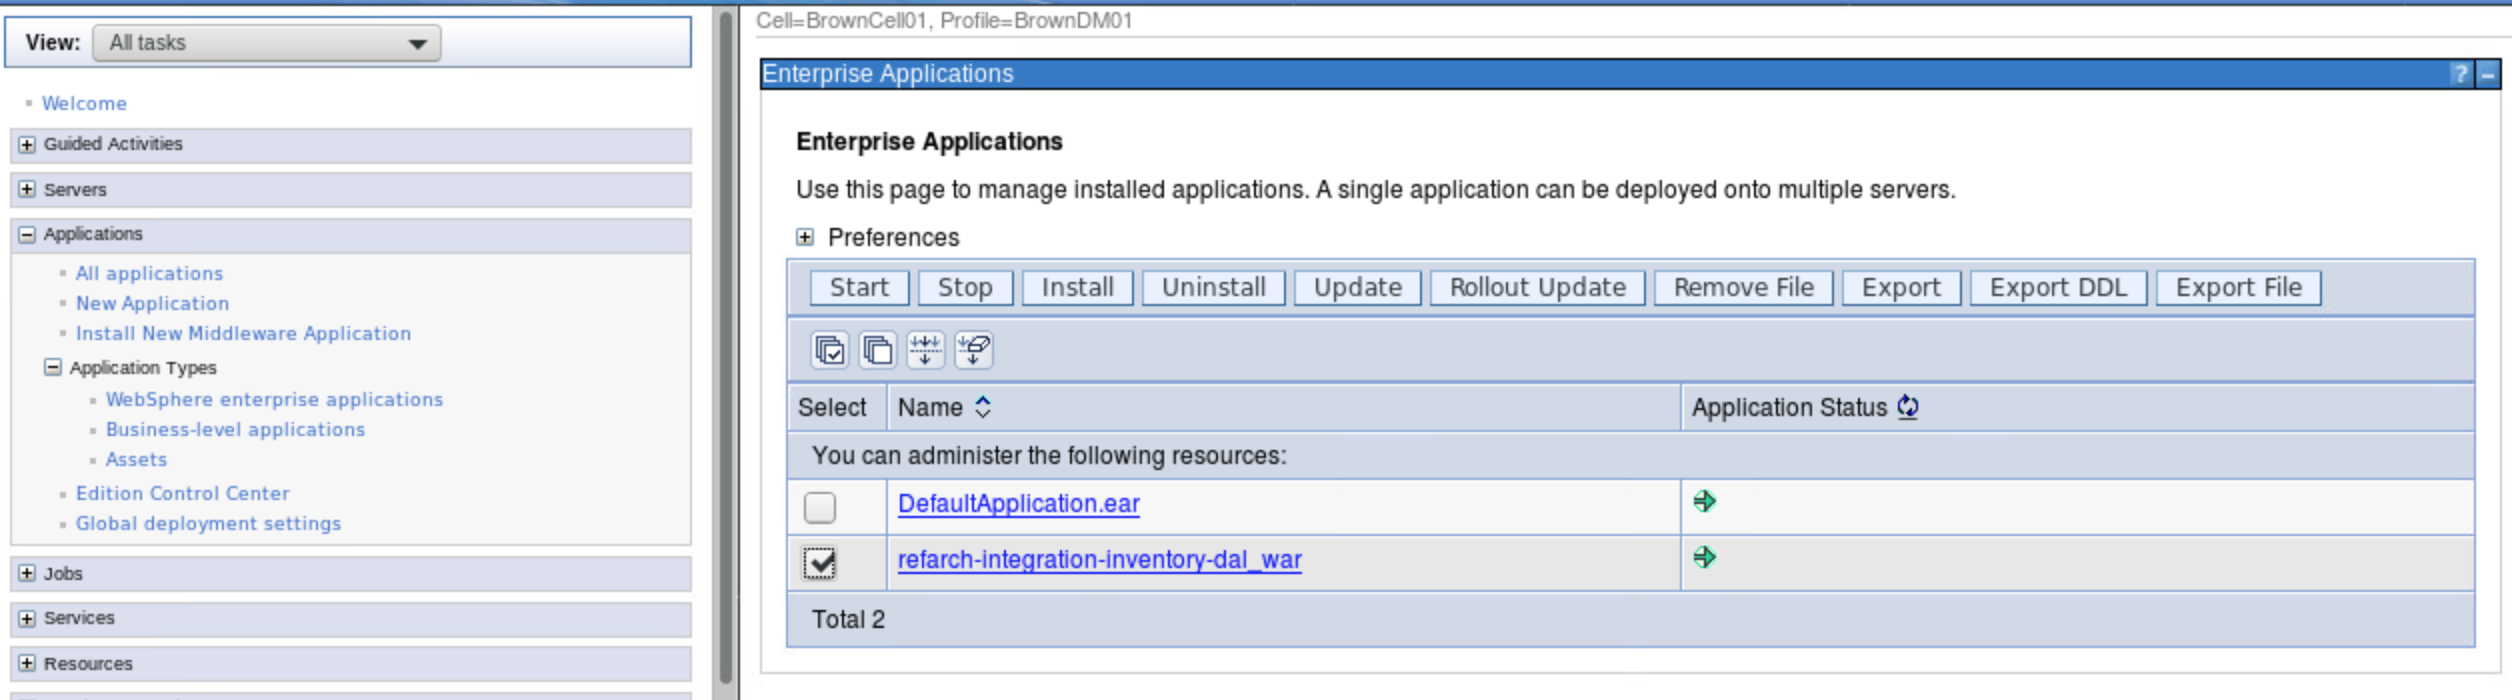 View: All tasks
Welcome
Guided Activities
Servers
Applications
All applications
New Application
Install New Middleware Application
Application Types
WebSphere enterprise applications
Business-level applications
Assets
Edition Control Center
Global deployment settings
Jobs
Services
Resources
Cell=BrownCell01, Profile=BrownDM01
Enterprise Applications ? –
Enterprise Applications
Use this page to manage installed applications. A single application can be deployed onto multiple servers.
Preferences
Start Stop Install Uninstall Update Rollout Update Remove File Export Export DDL Export File
Select Name Application Status
You can administer the following resources:
DefaultApplication.ear
refarch-integration-inventory-dal_war
Total 2